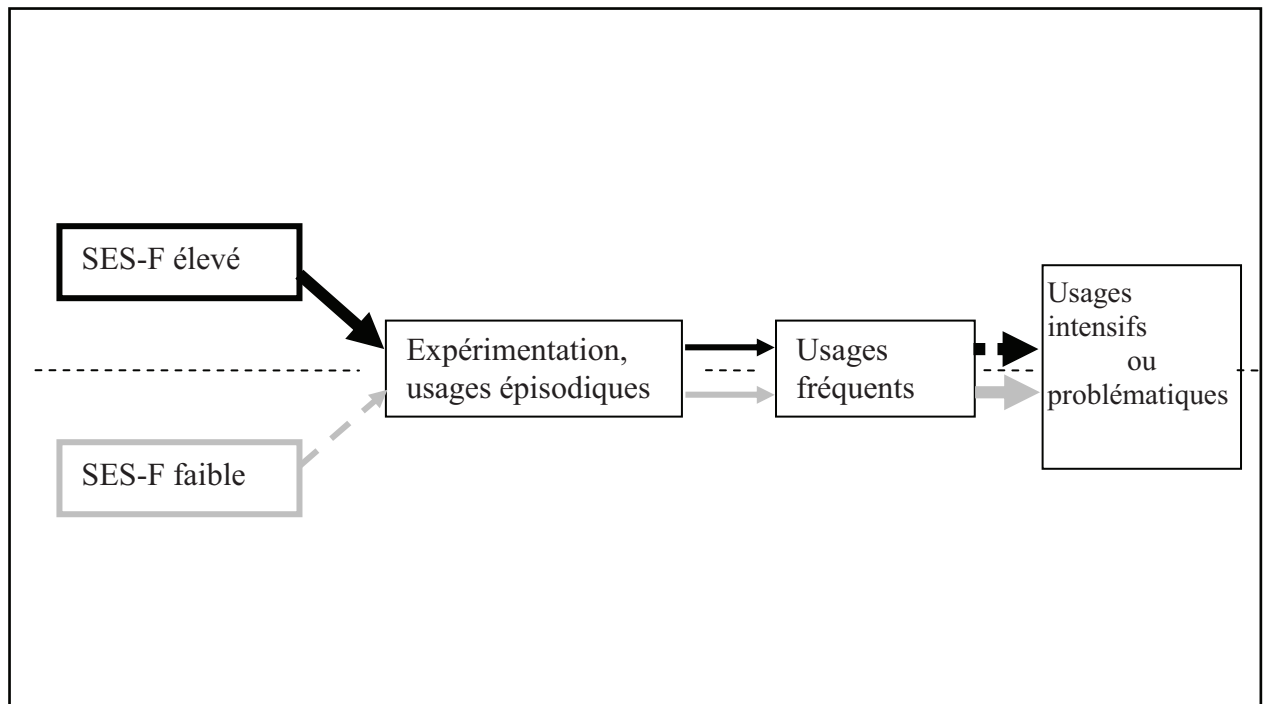 SES-F élevé
Expérimentation,
usages épisodiques
Usages
fréquents
Usages
intensifs
ou
problématiques
SES-F faible